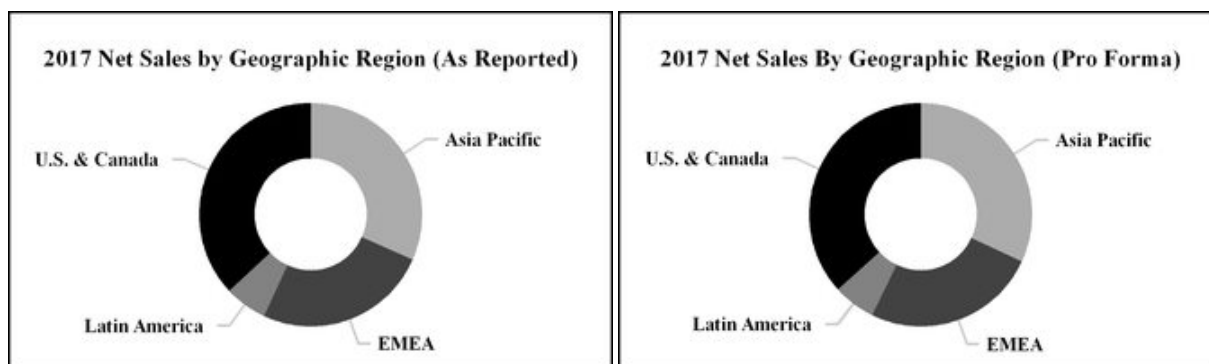 2017 Net Sales by Geographic Region (As Reported)
Asia Pacific
U.S. & Canada
Latin America
EMEA
2017 Net Sales By Geographic Region (Pro Forma)
Asia Pacific
U.S. & Canada
Latin America
EMEA